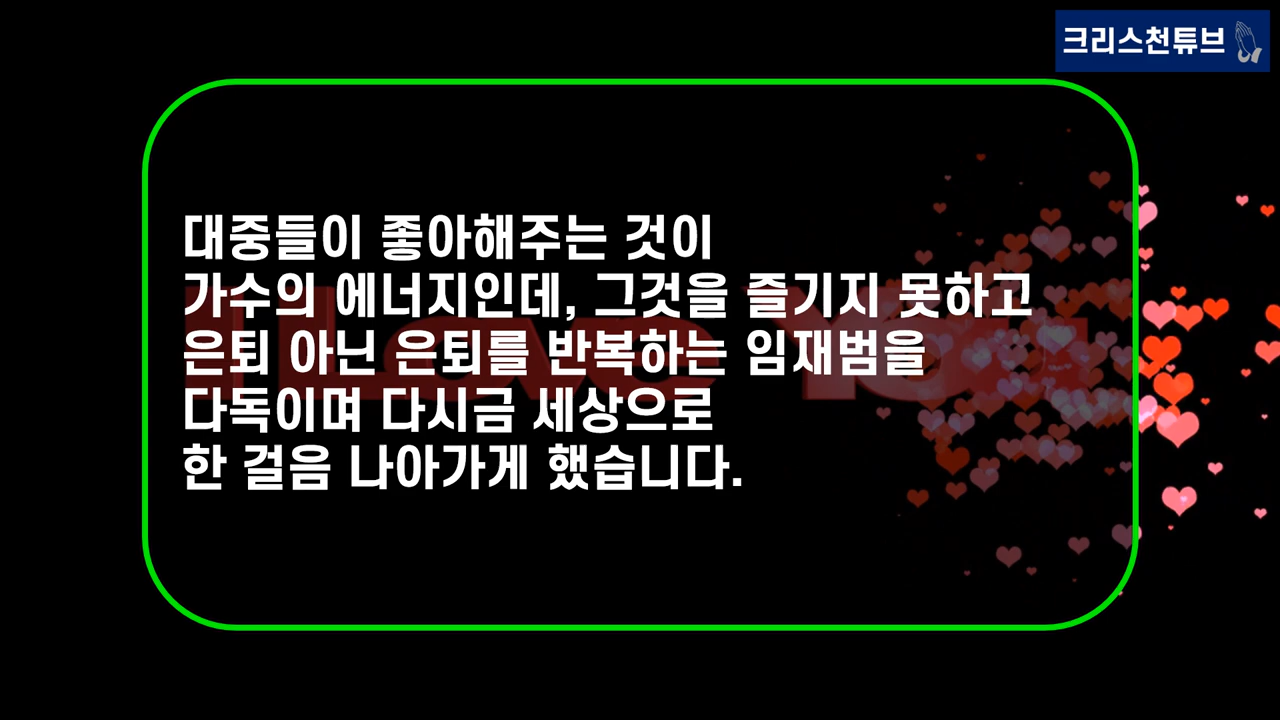 크리스천튜브
대중들이 좋아해주는 것이
가수의 에너지인데, 그것을 즐기지 못하고
은퇴 아닌 은퇴를 반복하는 임재범을
다독이며 다시금 세상으로
한 걸음 나아가게 했습니다.
I Love You